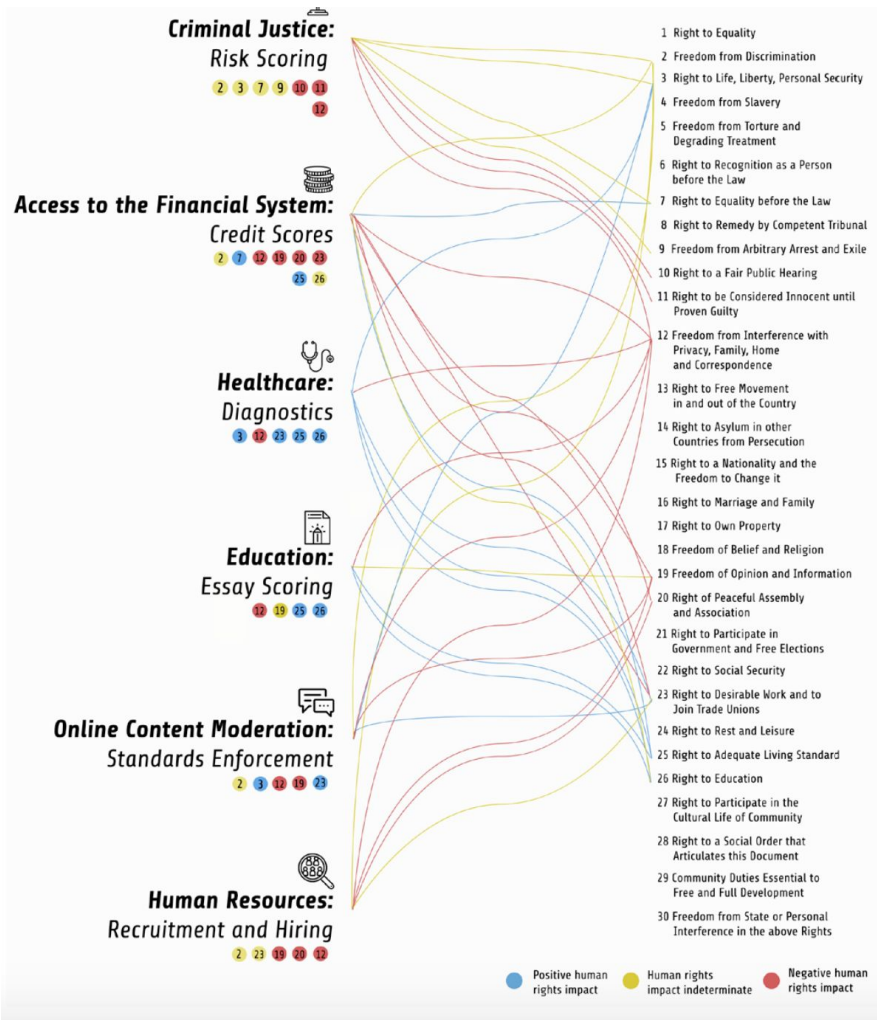 Criminal Justice:
Risk Scoring
2 3 7 9 10 11
12
Access to the Financial System:
Credit Scores
2 7 12 19 20 23
25 26
Healthcare:
Diagnostics
3 12 23 25 26
Education:
Essay Scoring
12 19 25 26
Online Content Moderation:
Standards Enforcement
2 3 12 19 23
Human Resources:
Recruitment and Hiring
2 23 19 20 12
1 Right to Equality
2 Freedom from Discrimination
3 Right to Life, Liberty, Personal Security
4 Freedom from Slavery
5 Freedom from Torture and
Degrading Treatment
6 Right to Recognition as a Person
before the Law
7 Right to Equality before the Law
8 Right to Remedy by Competent Tribunal
9 Freedom from Arbitrary Arrest and Exile
10 Right to a Fair Public Hearing
11 Right to be Considered Innocent until
Proven Guilty
12 Freedom from Interference with
Privacy, Family, Home
and Correspondence
13 Right to Free Movement
in and out of the Country
14 Right to Asylum in other
Countries from Persecution
15 Right to a Nationality and the
Freedom to Change it
16 Right to Marriage and Family
17 Right to Own Property
18 Freedom of Belief and Religion
19 Freedom of Opinion and Information
20 Right of Peaceful Assembly
and Association
21 Right to Participate in
Government and Free Elections
22 Right to Social Security
23 Right to Desirable Work and to
Join Trade Unions
24 Right to Rest and Leisure
25 Right to Adequate Living Standard
26 Right to Education
27 Right to Participate in the
Cultural Life of Community
28 Right to a Social Order that
Articulates this Document
29 Community Duties Essential to
Free and Full Development
30 Freedom from State or Personal
Interference in the above Rights
Positive human
rights impact
Human rights
impact indeterminate
Negative human
rights impact